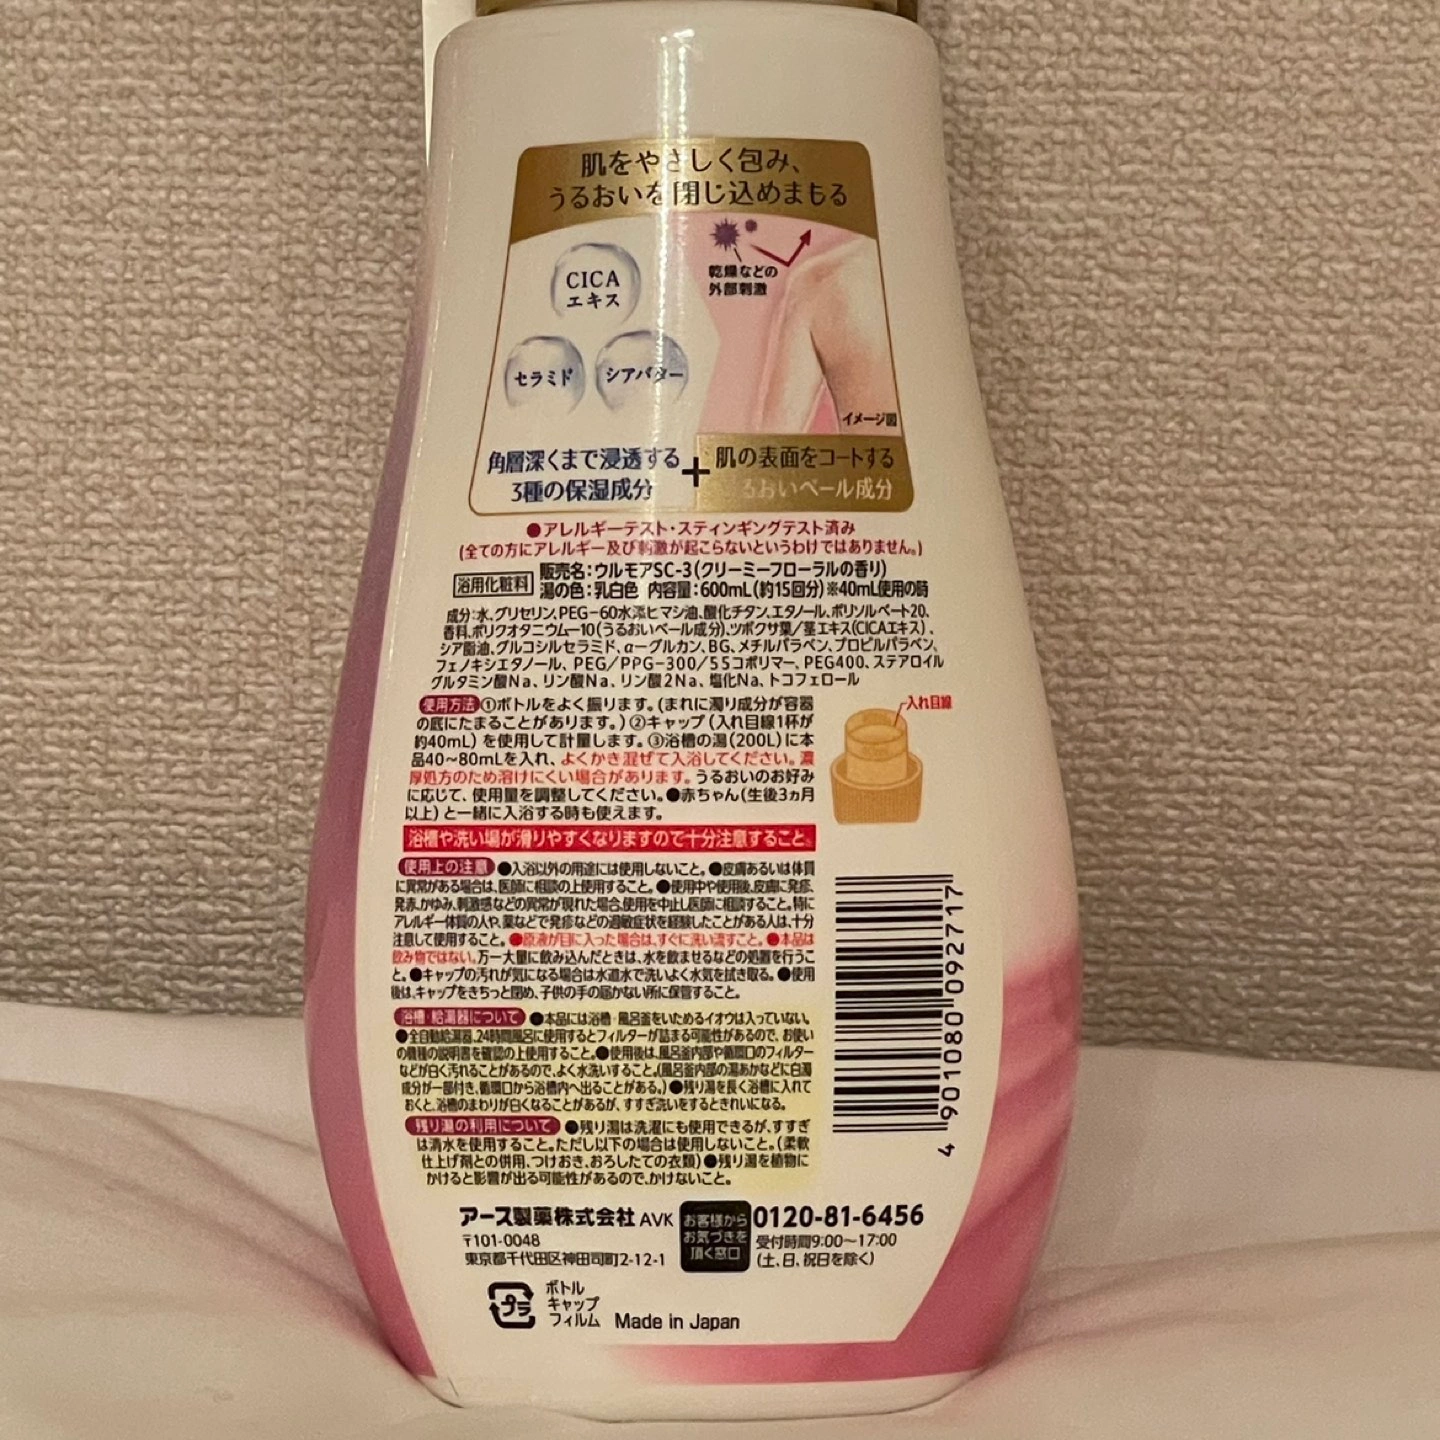 肌をやさしく包み、
うるおいを閉じ込めまもる
CICA
エキス
セラミド
シアバター
乾燥などの
外部刺激
イメージ図
角層深くまで浸透する
3種の保湿成分
+
肌の表面をコートする
うるおいベール成分
●アレルギーテスト・スティンギングテスト済み
(全ての方にアレルギー及び刺激が起こらないというわけではありません。)
浴用化粧料
販売名:ウルモアSC-3(クリーミーフローラルの香り)
湯の色:乳白色 内容量:600mL(約15回分)※40mL使用の時
成分:水、グリセリン、PEG-60水添ヒマシ油、酸化チタン、エタノール、ポリソルベート20、
香料、ポリクオタニウム-10(うるおいベール成分)、ツボクサ葉/茎エキス(CICAエキス)、
シア脂油、グルコシルセラミド、α-グルカン、BG、メチルパラベン、プロピルパラベン、
フェノキシエタノール、PEG/PPG-300/55コポリマー、PEG400、ステアロイル
グルタミン酸Na、リン酸Na、リン酸2Na、塩化Na、トコフェロール
使用方法 ①ボトルをよく振ります。(まれに濁り成分が容器
の底にたまることがあります。)②キャップ(入れ目線1杯が
約40mL)を使用して計量します。③浴槽の湯(200L)に本
品40~80mLを入れ、よくかき混ぜて入浴してください。濃
厚処方のため溶けにくい場合があります。うるおいのお好み
に応じて、使用量を調整してください。●赤ちゃん(生後3ヵ月
以上)と一緒に入浴する時も使えます。
入れ目線
浴槽や洗い場が滑りやすくなりますので十分注意すること。
使用上の注意 ●入浴以外の用途には使用しないこと。●皮膚あるいは体質
に異常がある場合は、医師に相談の上使用すること。●使用中や使用後、皮膚に発疹、
発赤、かゆみ、刺激感などの異常が現れた場合、使用を中止し医師に相談すること。特に
アレルギー体質の人や、薬などで発疹などの過敏症状を経験したことがある人は、十分
注意して使用すること。●原液が目に入った場合は、すぐに洗い流すこと。●本品は
飲み物ではない。万一大量に飲み込んだときは、水を飲ませるなどの処置を行うこ
と。●キャップの汚れが気になる場合は水道水で洗いよく水気を拭き取る。●使用
後は、キャップをきちっと閉め、子供の手の届かない所に保管すること。
浴槽・給湯器について ●本品には浴槽・風呂釜をいためるイオウは入っていない。
●全自動給湯器、24時間風呂に使用するとフィルターが詰まる可能性があるので、お使い
の機種の説明書を確認の上使用すること。●使用後は、風呂釜内部や循環口のフィルター
などが白く汚れることがあるので、よく水洗いすること。(風呂釜内部の湯あかなどに白濁
成分が一部付き、循環口から浴槽内へ出ることがある。)●残り湯を長く浴槽に入れて
おくと、浴槽のまわりが白くなることがあるが、すすぎ洗いをするときれいになる。
残り湯の利用について ●残り湯は洗濯にも使用できるが、すすぎ
は清水を使用すること。ただし以下の場合は使用しないこと。(柔軟
仕上げ剤との併用、つけおき、おろしたての衣類)●残り湯を植物に
かけると影響が出る可能性があるので、かけないこと。
4 901080 092717
アース製薬株式会社 AVK
〒101-0048
東京都千代田区神田司町2-12-1
お客様から
お気づきを
頂く窓口
0120-81-6456
受付時間9:00~17:00
(土、日、祝日を除く)
プラ
ボトル
キャップ
フィルム
Made in Japan